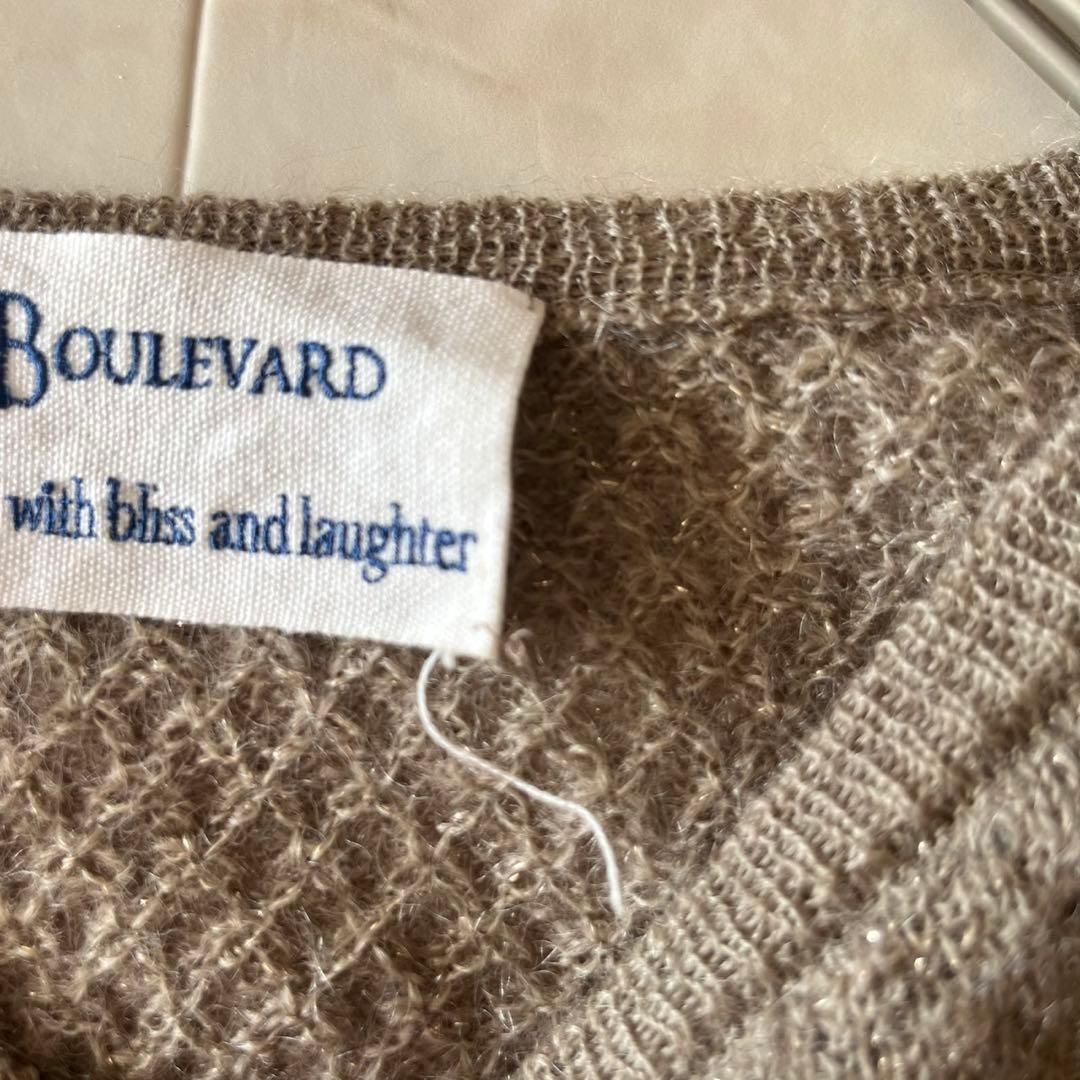 BOULEVARD
with bliss and laughter